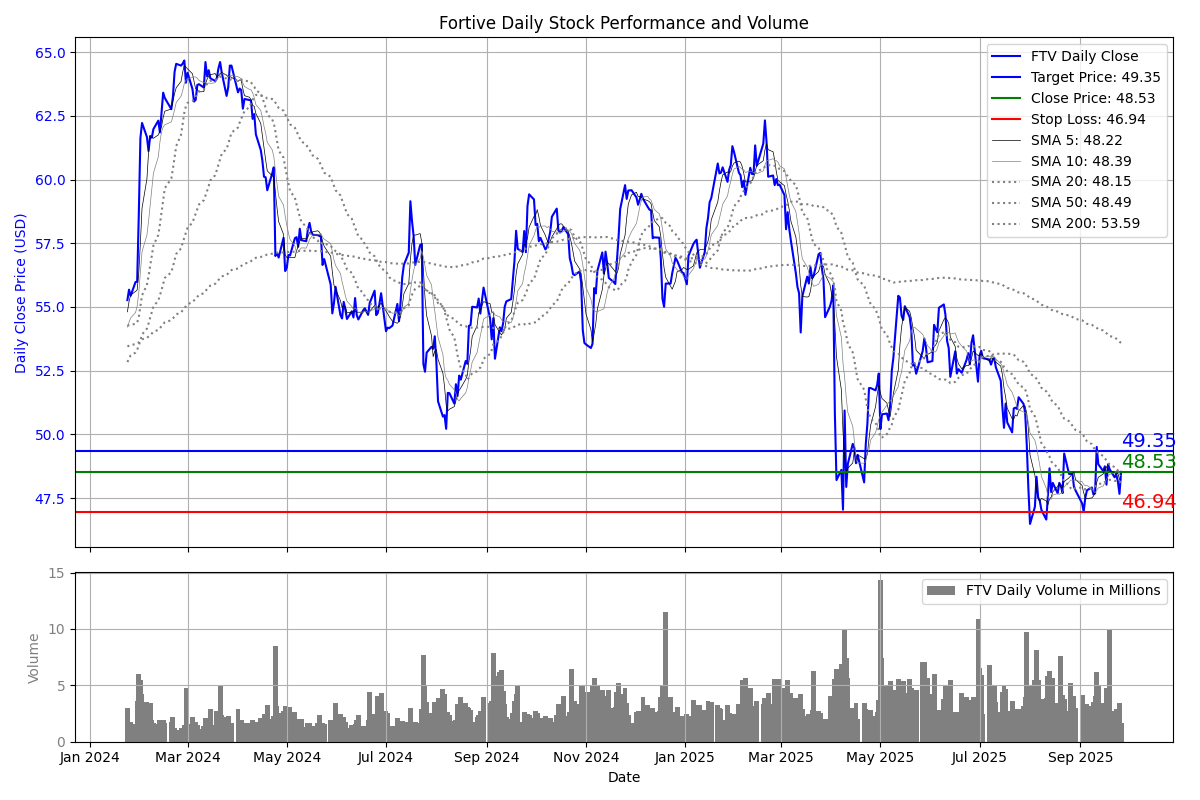 Fortive Daily Stock Performance and Volume
Daily Close Price (USD)
65.0
62.5
60.0
57.5
55.0
52.5
50.0
47.5
FTV Daily Close
Target Price: 49.35
Close Price: 48.53
Stop Loss: 46.94
SMA 5: 48.22
SMA 10: 48.39
SMA 20: 48.15
SMA 50: 48.49
SMA 200: 53.59
49.35
48.53
46.94
Volume
15
10
5
0
FTV Daily Volume in Millions
Jan 2024 Mar 2024 May 2024 Jul 2024 Sep 2024 Nov 2024 Jan 2025 Mar 2025 May 2025 Jul 2025 Sep 2025
Date